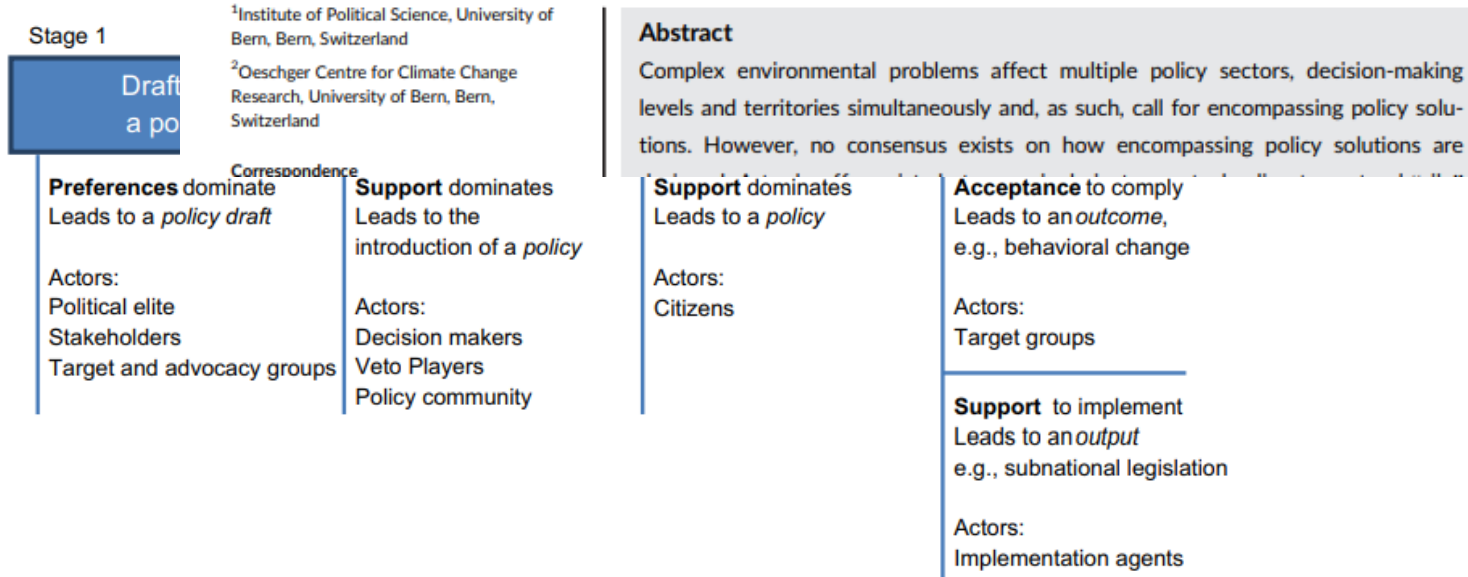 Stage 1
Draft
a po
¹Institute of Political Science, University of
Bern, Bern, Switzerland
²Oeschger Centre for Climate Change
Research, University of Bern, Bern,
Switzerland
Correspondence
Abstract
Complex environmental problems affect multiple policy sectors, decision-making
levels and territories simultaneously and, as such, call for encompassing policy solu-
tions. However, no consensus exists on how encompassing policy solutions are
Preferences dominate
Leads to a policy draft
Actors:
Political elite
Stakeholders
Target and advocacy groups
Support dominates
Leads to the
introduction of a policy
Actors:
Decision makers
Veto Players
Policy community
Support dominates
Leads to a policy
Actors:
Citizens
Acceptance to comply
Leads to an outcome,
e.g., behavioral change
Actors:
Target groups
Support to implement
Leads to an output
e.g., subnational legislation
Actors:
Implementation agents